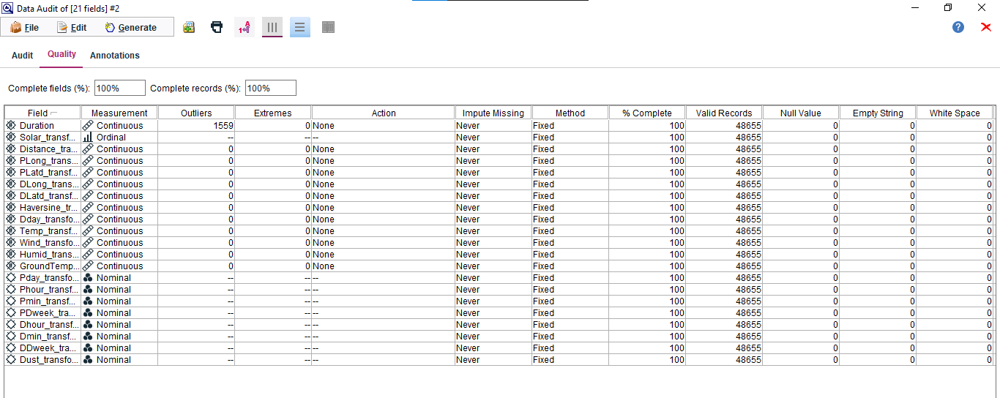 Data Audit of [21 fields] #2
File Edit Generate
Audit Quality Annotations
Complete fields (%): 100% Complete records (%): 100%
Field Measurement Outliers Extremes Action Impute Missing Method % Complete Valid Records Null Value Empty String White Space
Duration Continuous 1559 0 None Never Fixed 100 48655 0 0 0
Solar_transf... Ordinal -- -- -- Never Fixed 100 48655 0 0 0
Distance_tra... Continuous 0 0 None Never Fixed 100 48655 0 0 0
PLong_trans... Continuous 0 0 None Never Fixed 100 48655 0 0 0
PLatd_transf... Continuous 0 0 None Never Fixed 100 48655 0 0 0
DLong_trans... Continuous 0 0 None Never Fixed 100 48655 0 0 0
DLatd_transf... Continuous 0 0 None Never Fixed 100 48655 0 0 0
Haversine_tr... Continuous 0 0 None Never Fixed 100 48655 0 0 0
Dday_transfo... Continuous 0 0 None Never Fixed 100 48655 0 0 0
Temp_transf... Continuous 0 0 None Never Fixed 100 48655 0 0 0
Wind_transfo... Continuous 0 0 None Never Fixed 100 48655 0 0 0
Humid_trans... Continuous 0 0 None Never Fixed 100 48655 0 0 0
GroundTemp... Continuous 0 0 None Never Fixed 100 48655 0 0 0
Pday_transfo... Nominal -- -- -- Never Fixed 100 48655 0 0 0
Phour_transf... Nominal -- -- -- Never Fixed 100 48655 0 0 0
Pmin_transf... Nominal -- -- -- Never Fixed 100 48655 0 0 0
PDweek_tra... Nominal -- -- -- Never Fixed 100 48655 0 0 0
Dhour_transf... Nominal -- -- -- Never Fixed 100 48655 0 0 0
Dmin_transf... Nominal -- -- -- Never Fixed 100 48655 0 0 0
DDweek_tra... Nominal -- -- -- Never Fixed 100 48655 0 0 0
Dust_transfo... Nominal -- -- -- Never Fixed 100 48655 0 0 0